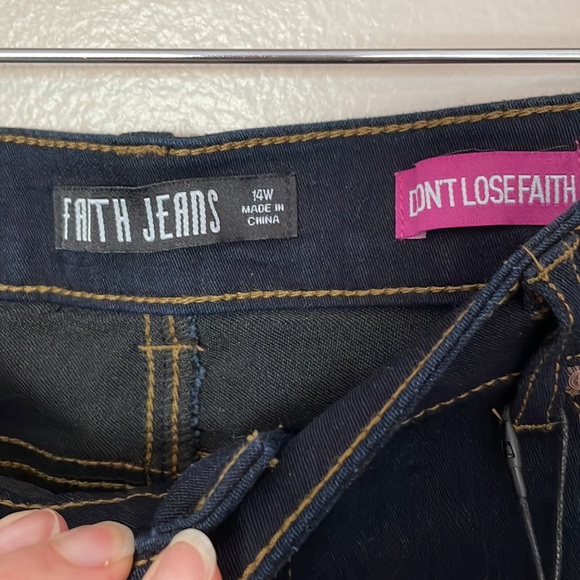 FAITH JEANS
14W
MADE IN
CHINA
DON'T LOSE FAITH